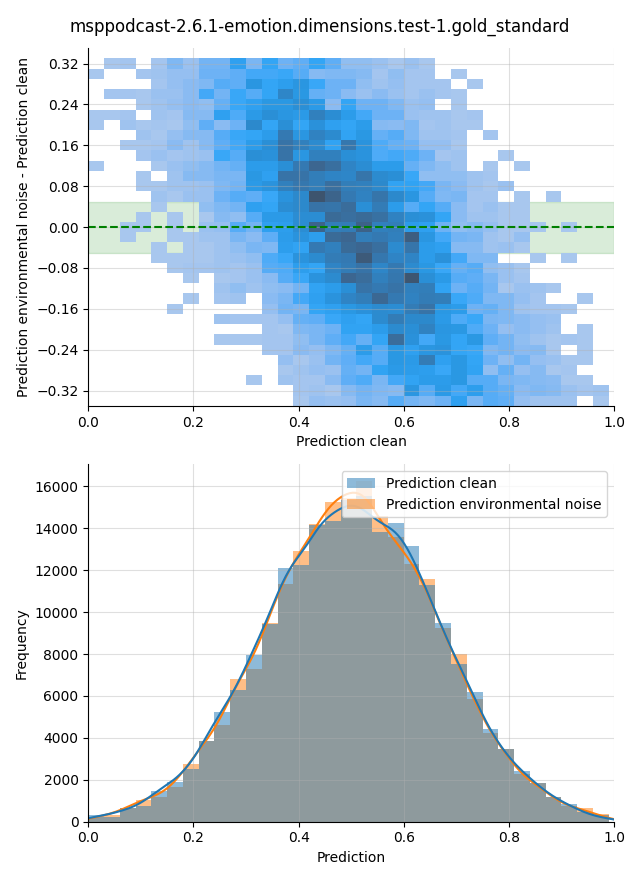 msppodcast-2.6.1-emotion.dimensions.test-1.gold_standard
Prediction environmental noise - Prediction clean
0.32
0.24
0.16
0.08
0.00
−0.08
−0.16
−0.24
−0.32
0.0 0.2 0.4 0.6 0.8 1.0
Prediction clean
Frequency
16000
14000
12000
10000
8000
6000
4000
2000
0
Prediction clean
Prediction environmental noise
0.0 0.2 0.4 0.6 0.8 1.0
Prediction